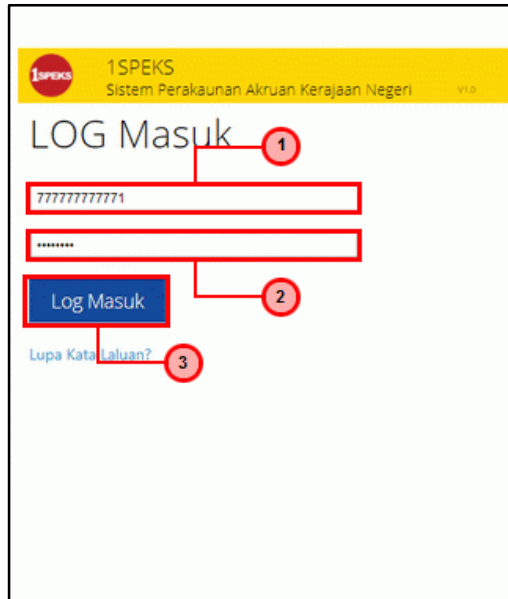 1SPEKS
1SPEKS
Sistem Perakaunan Akruan Kerajaan Negeri V1.0
LOG Masuk
1
777777777771
••••••••
2
Log Masuk
Lupa Kata Laluan?
3